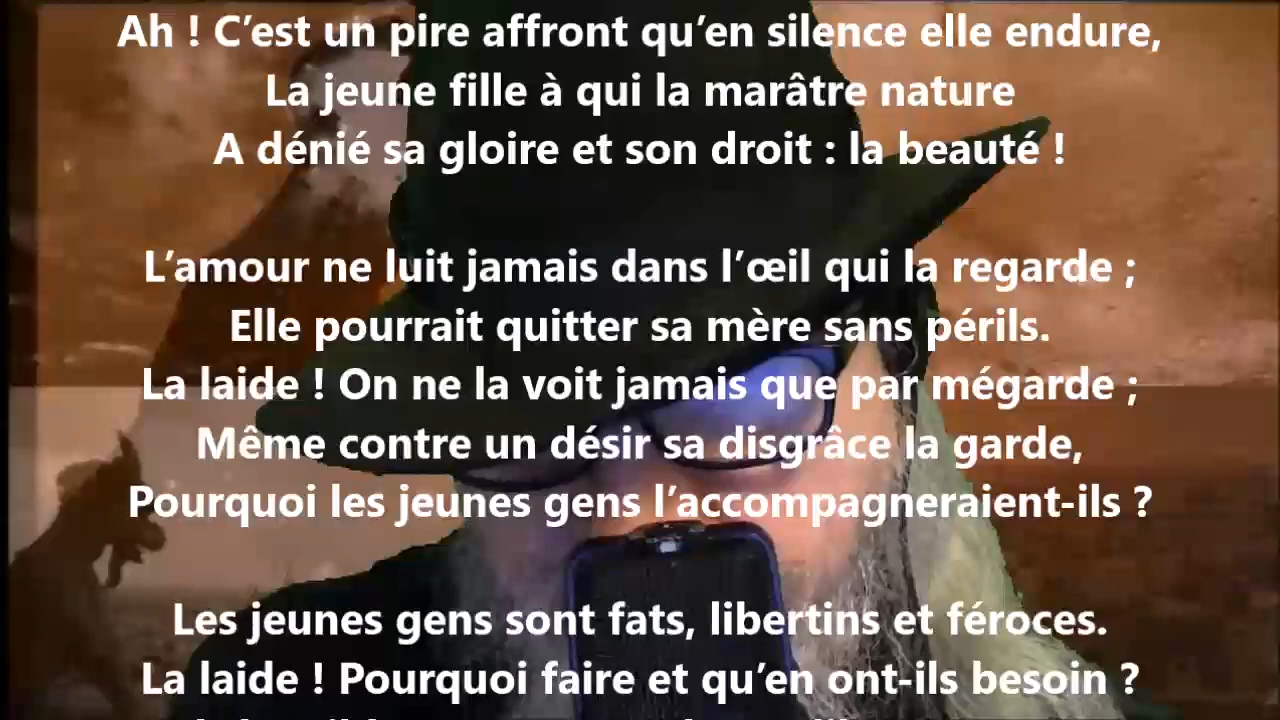 Ah ! C’est un pire affront qu’en silence elle endure,
La jeune fille à qui la marâtre nature
A dénié sa gloire et son droit : la beauté !
L’amour ne luit jamais dans l’œil qui la regarde ;
Elle pourrait quitter sa mère sans périls.
La laide ! On ne la voit jamais que par mégarde ;
Même contre un désir sa disgrâce la garde,
Pourquoi les jeunes gens l’accompagneraient-ils ?
Les jeunes gens sont fats, libertins et féroces.
La laide ! Pourquoi faire et qu’en ont-ils besoin ?